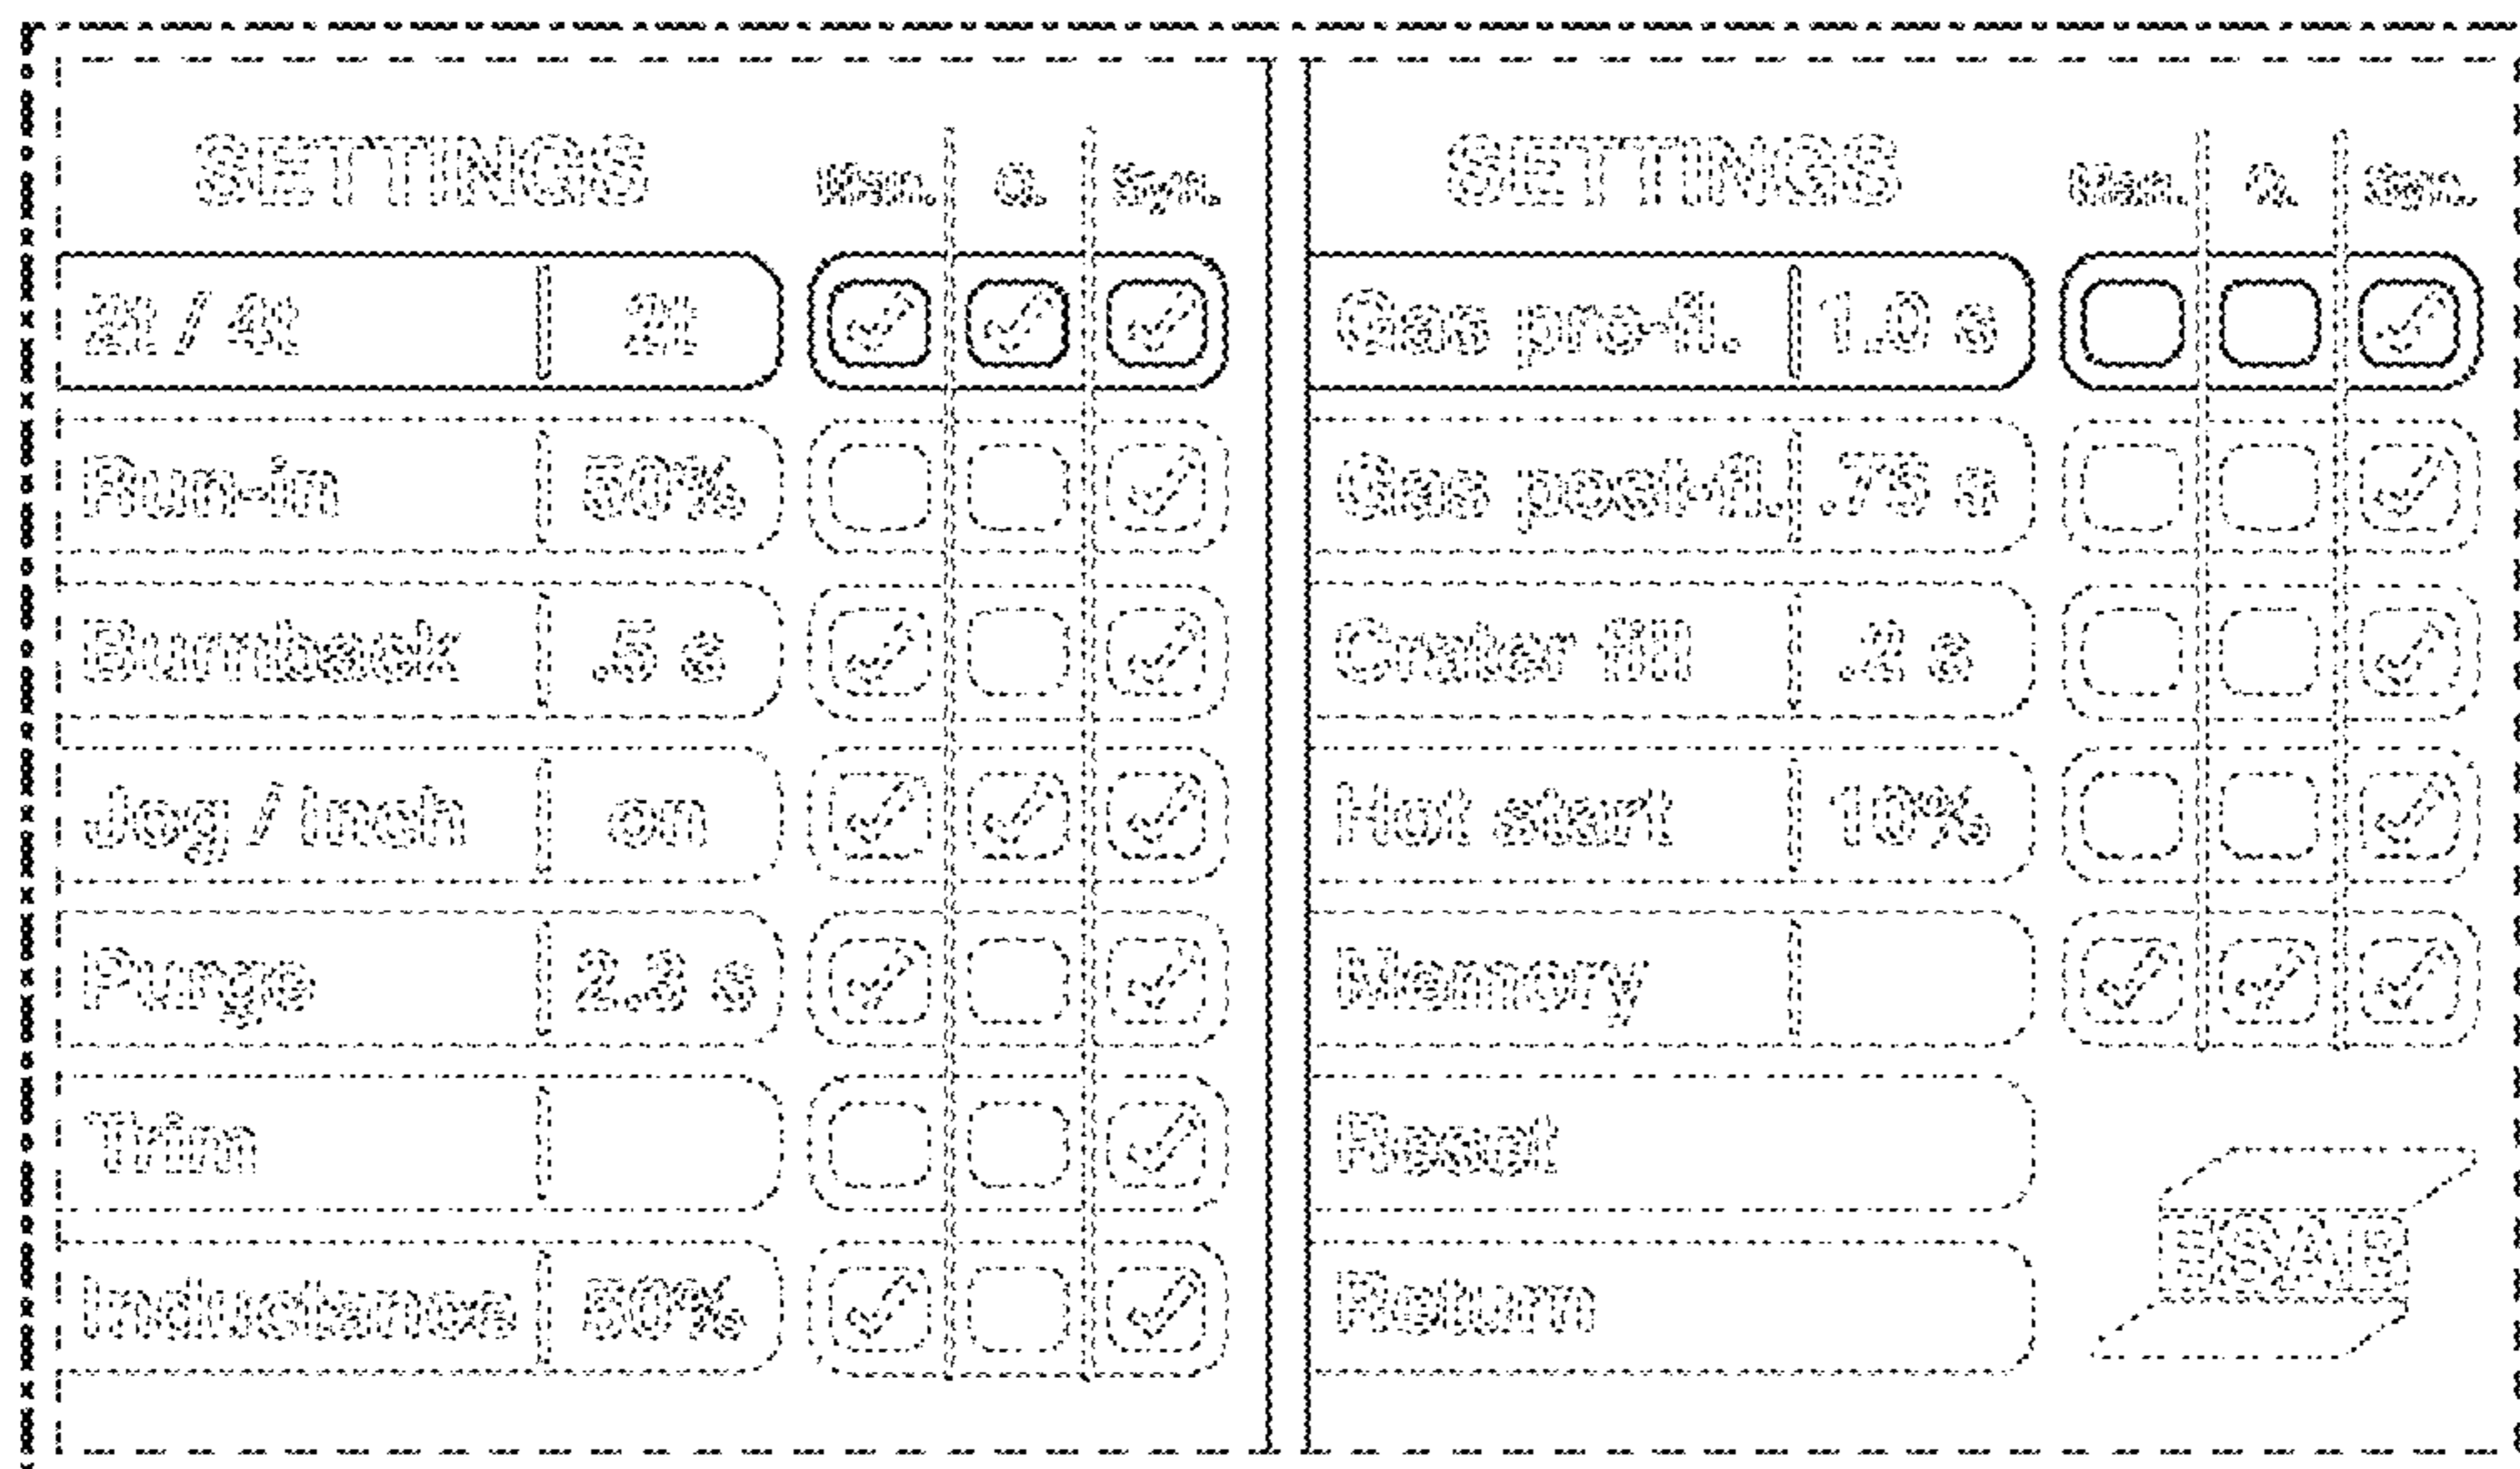 SETTINGS Man. Q. Syn.
2t / 4t 2t
Run-in 50%
Burnback .5 s
Jog / Inch on
Purge 2.3 s
Trim
Inductance 50%
SETTINGS Man. Q. Syn.
Gas pre-fl. 1.0 s
Gas post-fl. .75 s
Crater fill .2 s
Hot start 10%
Memory
Reset
Return
ESAB